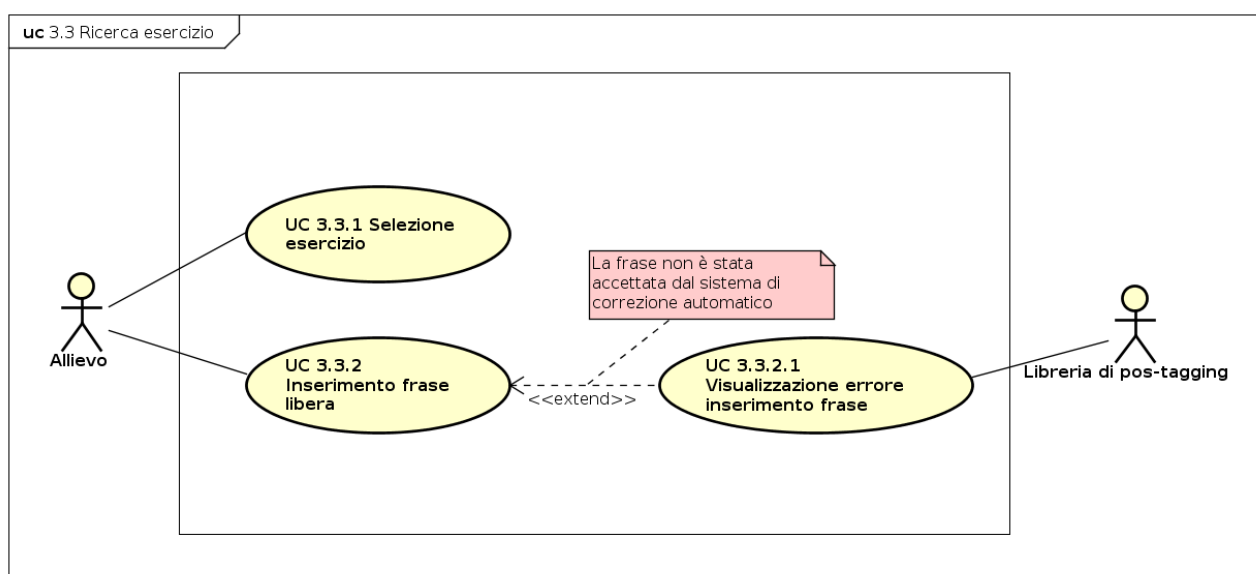 uc 3.3 Ricerca esercizio
UC 3.3.1 Selezione
esercizio
La frase non è stata
accettata dal sistema di
correzione automatico
Allievo
UC 3.3.2
Inserimento frase
libera
<<extend>>
UC 3.3.2.1
Visualizzazione errore
inserimento frase
Libreria di pos-tagging